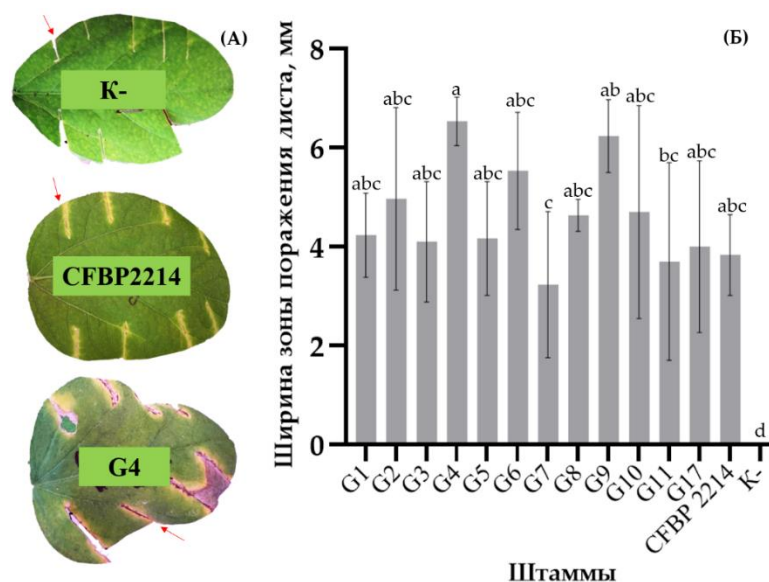 (А)
К-
CFBP2214
G4
(Б)
Ширина зоны поражения листа, мм
8
6
4
2
0
abc
abc
abc
a
abc
abc
c
abc
ab
abc
bc
abc
abc
d
G1
G2
G3
G4
G5
G6
G7
G8
G9
G10
G11
G17
CFBP 2214
К-
Штаммы